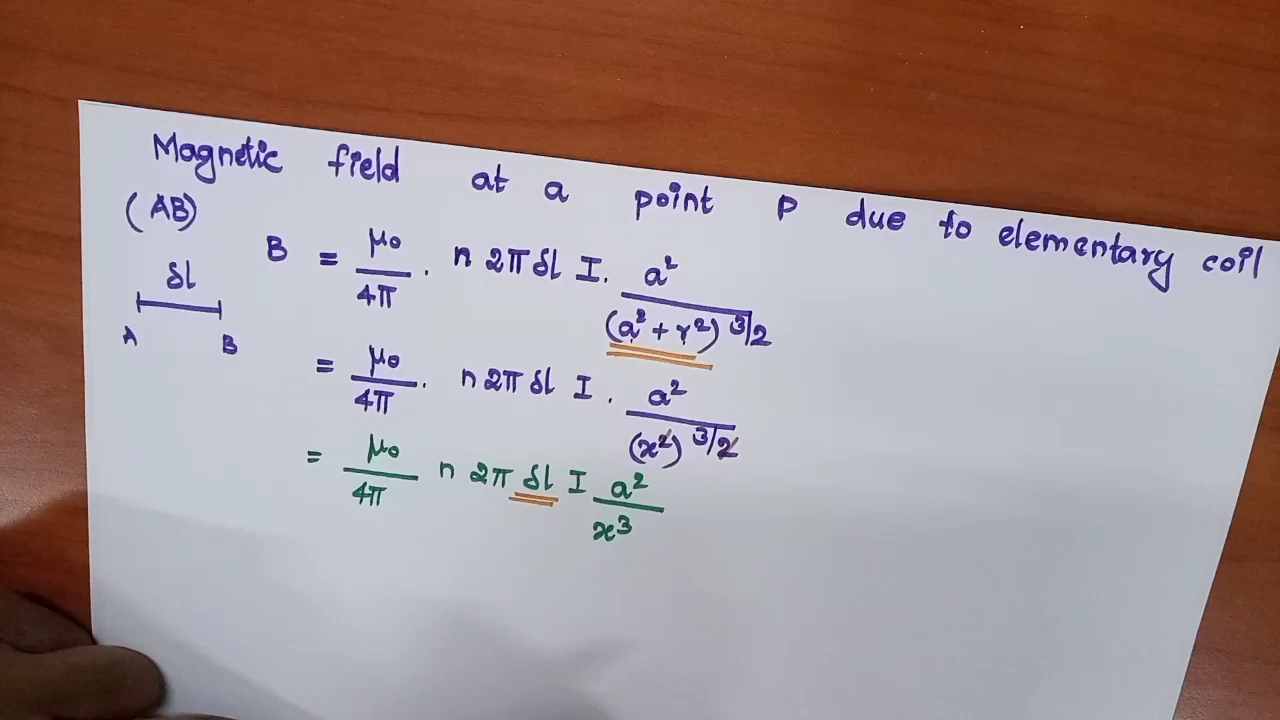 Magnetic field at a point P due to elementary coil
(AB)
δl
A B
B = μ₀/4π . n 2π δl I . a²/(a²+r²)^3/2
= μ₀/4π . n 2π δl I . a²/(x²)^3/2
= μ₀/4π n 2π δl I a²/x³